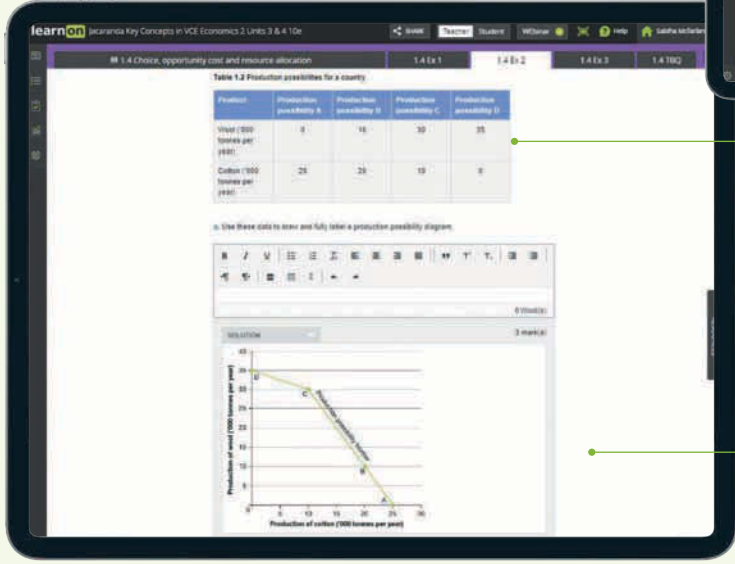 learnon Jacaranda Key Concepts in VCE Economics 2 Units 3 & 4 10e SHARE Teacher Student Help
1.4 Choice, opportunity cost and resource allocation 1.4 Ex 1 1.4 Ex 2 1.4 Ex 3 1.4 TBQ
Table 1.2 Production possibilities for a country
Product Production possibility A Production possibility B Production possibility C Production possibility D
Wool ('000 tonnes per year) 0 10 30 35
Cotton ('000 tonnes per year) 25 20 10 0
a. Use these data to draw and fully label a production possibility diagram.
B I U
0 Word(s)
SOLUTION 3 mark(s)
Production of wool ('000 tonnes per year)
40
35
30
25
20
15
10
5
0
D
C
Production possibility frontier
B
A
0 5 10 15 20 25 30
Production of cotton ('000 tonnes per year)